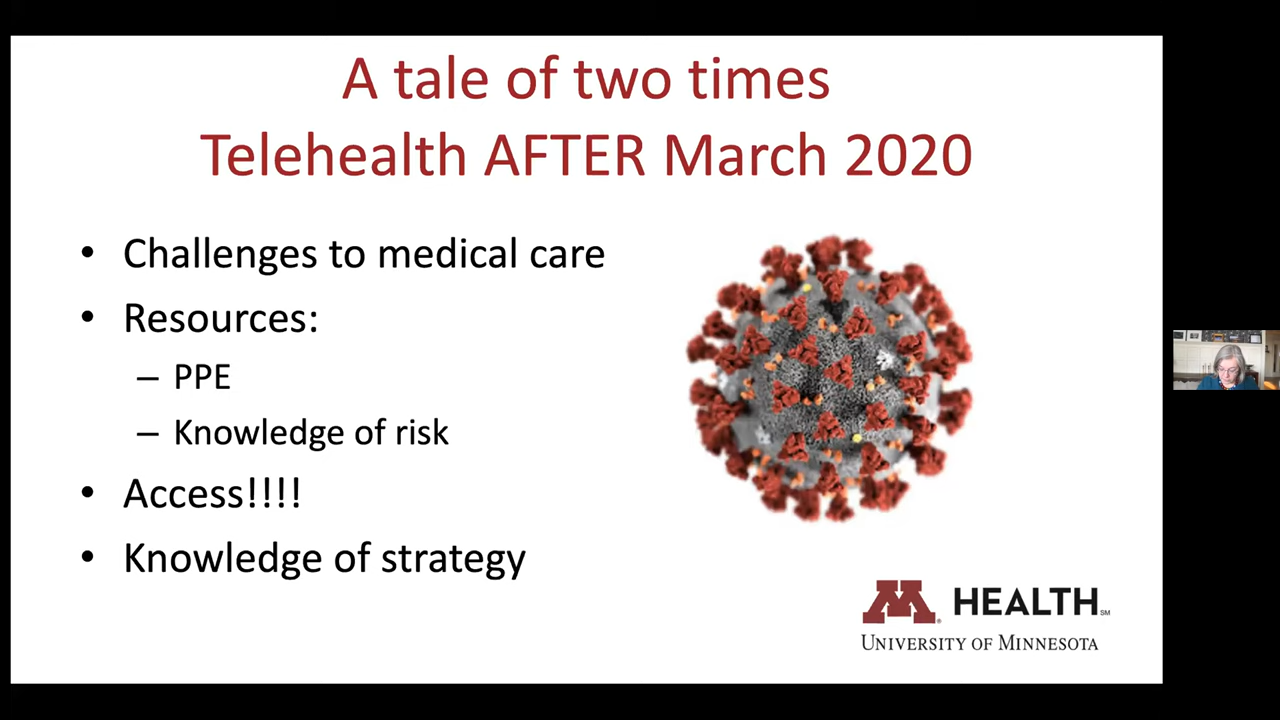 A tale of two times
Telehealth AFTER March 2020
• Challenges to medical care
• Resources:
– PPE
– Knowledge of risk
• Access!!!!
• Knowledge of strategy
M HEALTH SM
UNIVERSITY OF MINNESOTA